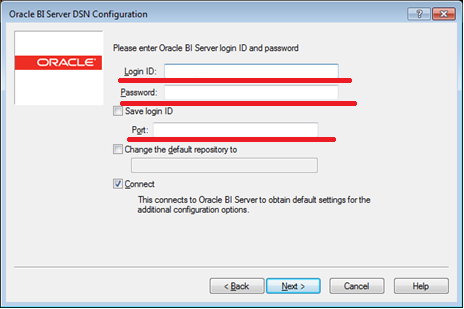 Oracle BI Server DSN Configuration
Please enter Oracle BI Server login ID and password
ORACLE
Login ID:
Password:
Save login ID
Port:
Change the default repository to
Connect
This connects to Oracle BI Server to obtain default settings for the
additional configuration options.
< Back
Next >
Cancel
Help